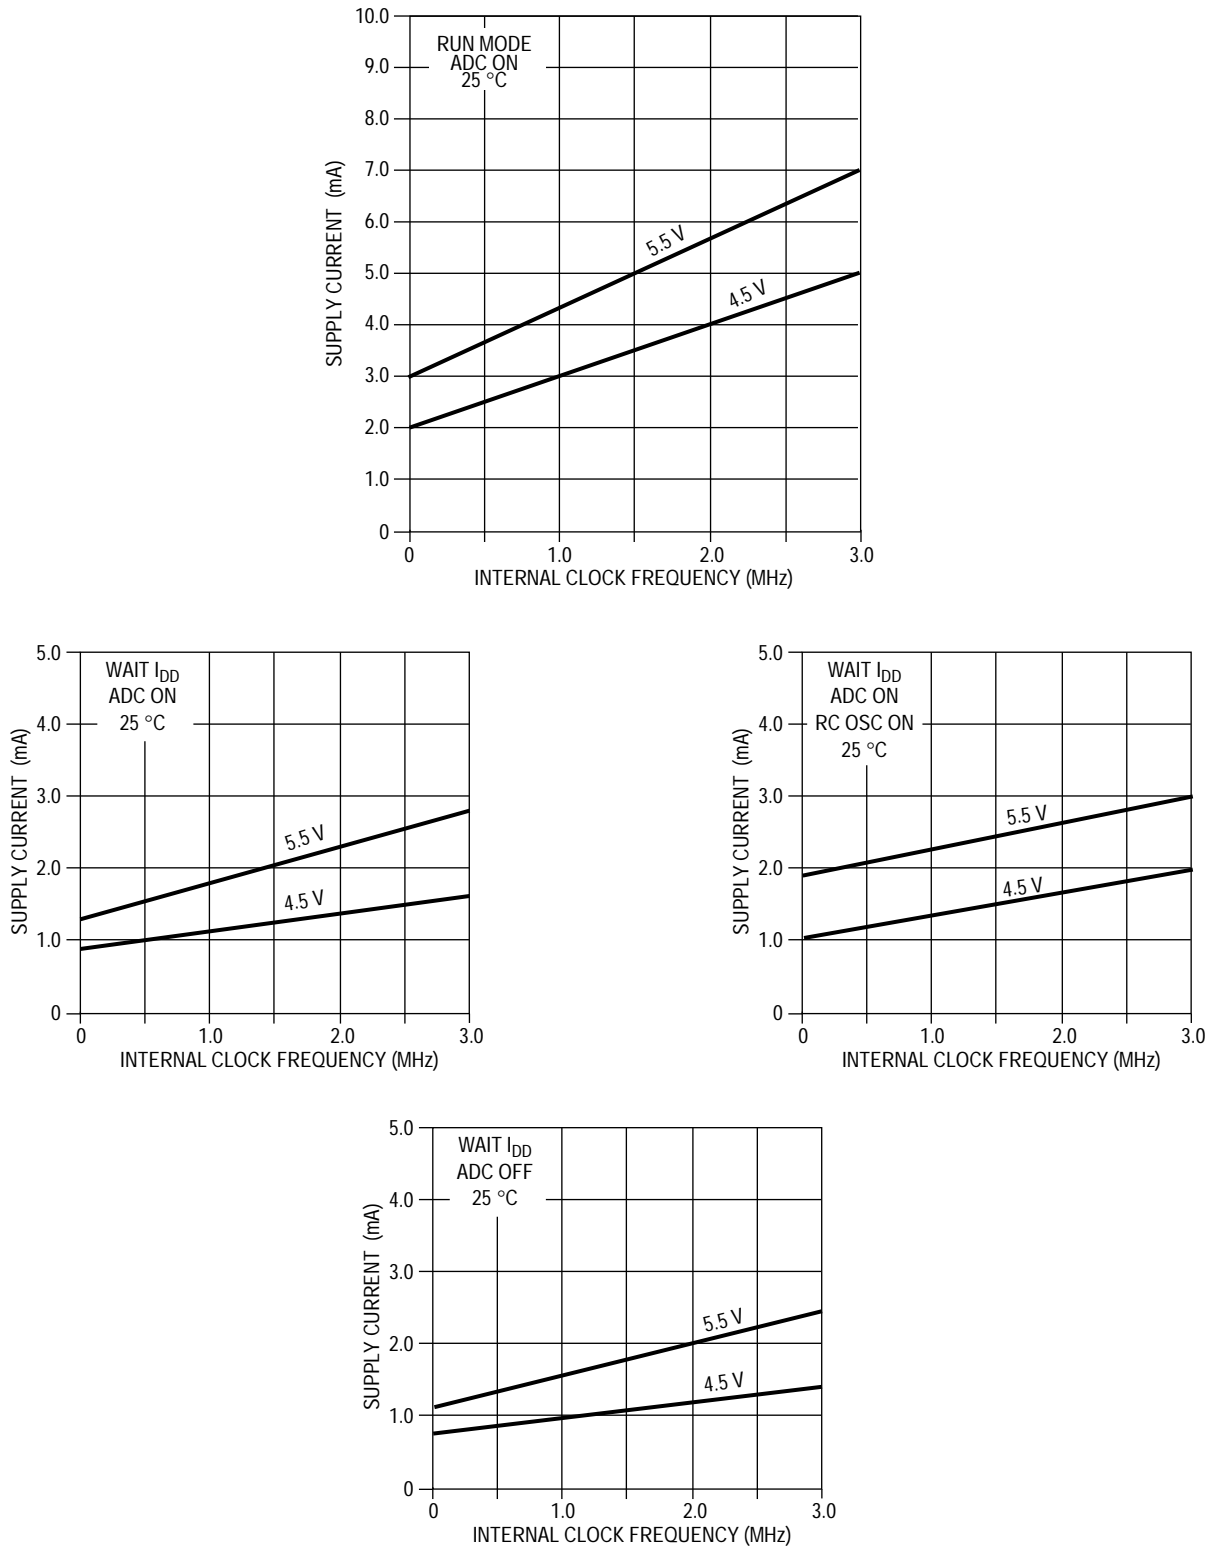 10.0
9.0
8.0
7.0
6.0
5.0
4.0
3.0
2.0
1.0
0
SUPPLY CURRENT (mA)
RUN MODE
ADC ON
25 °C
5.5 V
4.5 V
0 1.0 2.0 3.0
INTERNAL CLOCK FREQUENCY (MHz)
5.0
4.0
3.0
2.0
1.0
0
SUPPLY CURRENT (mA)
WAIT IDD
ADC ON
25 °C
5.5 V
4.5 V
0 1.0 2.0 3.0
INTERNAL CLOCK FREQUENCY (MHz)
5.0
4.0
3.0
2.0
1.0
0
SUPPLY CURRENT (mA)
WAIT IDD
ADC ON
RC OSC ON
25 °C
5.5 V
4.5 V
0 1.0 2.0 3.0
INTERNAL CLOCK FREQUENCY (MHz)
5.0
4.0
3.0
2.0
1.0
0
SUPPLY CURRENT (mA)
WAIT IDD
ADC OFF
25 °C
5.5 V
4.5 V
0 1.0 2.0 3.0
INTERNAL CLOCK FREQUENCY (MHz)